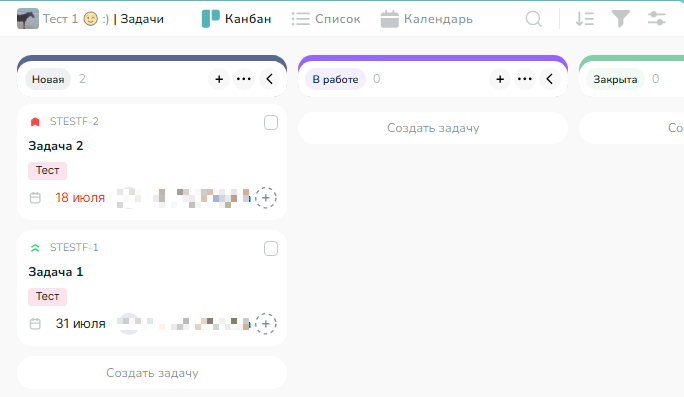 Тест 1 😉 :) | Задачи
Канбан
Список
Календарь
Новая 2
В работе 0
Закрыта 0
STESTF-2
Задача 2
Тест
18 июля
STESTF-1
Задача 1
Тест
31 июля
Создать задачу
Создать задачу
Со